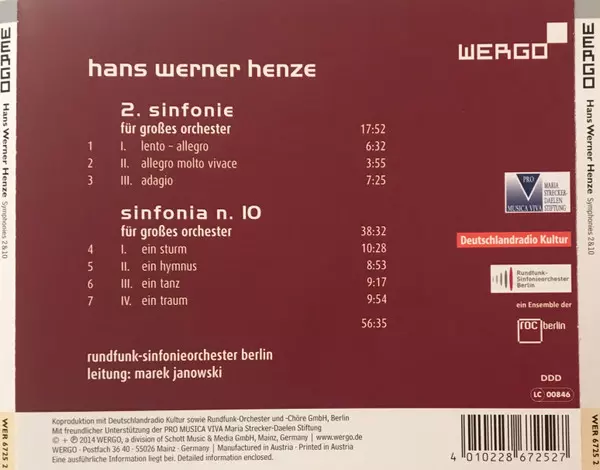 WERGO
hans werner henze
2. sinfonie
für großes orchester 17:52
1 I. lento – allegro 6:32
2 II. allegro molto vivace 3:55
3 III. adagio 7:25
sinfonia n. 10
für großes orchester 38:32
4 I. ein sturm 10:28
5 II. ein hymnus 8:53
6 III. ein tanz 9:17
7 IV. ein traum 9:54
56:35
rundfunk-sinfonieorchester berlin
leitung: marek janowski
PRO
MUSICA VIVA
MARIA
STRECKER-
DAELEN
STIFTUNG
Deutschlandradio Kultur
Rundfunk-
Sinfonieorchester
Berlin
ein Ensemble der
roc berlin
DDD
LC 00846
Koproduktion mit Deutschlandradio Kultur sowie Rundfunk-Orchester und -Chöre GmbH, Berlin
Mit freundlicher Unterstützung der PRO MUSICA VIVA Maria Strecker-Daelen Stiftung
© + ℗ 2014 WERGO, a division of Schott Music & Media GmbH, Mainz, Germany | www.wergo.de
WERGO · Postfach 36 40 · 55026 Mainz · Germany | Manufactured in Austria · Printed in Austria
Eine ausführliche Information liegt bei. Detailed information enclosed.
4 010228 672527
WERGO
Hans Werner Henze
Symphonies 2 & 10
WER 6725 2
WERGO
Hans Werner Henze
Symphonies 2 & 10
WER 6725 2